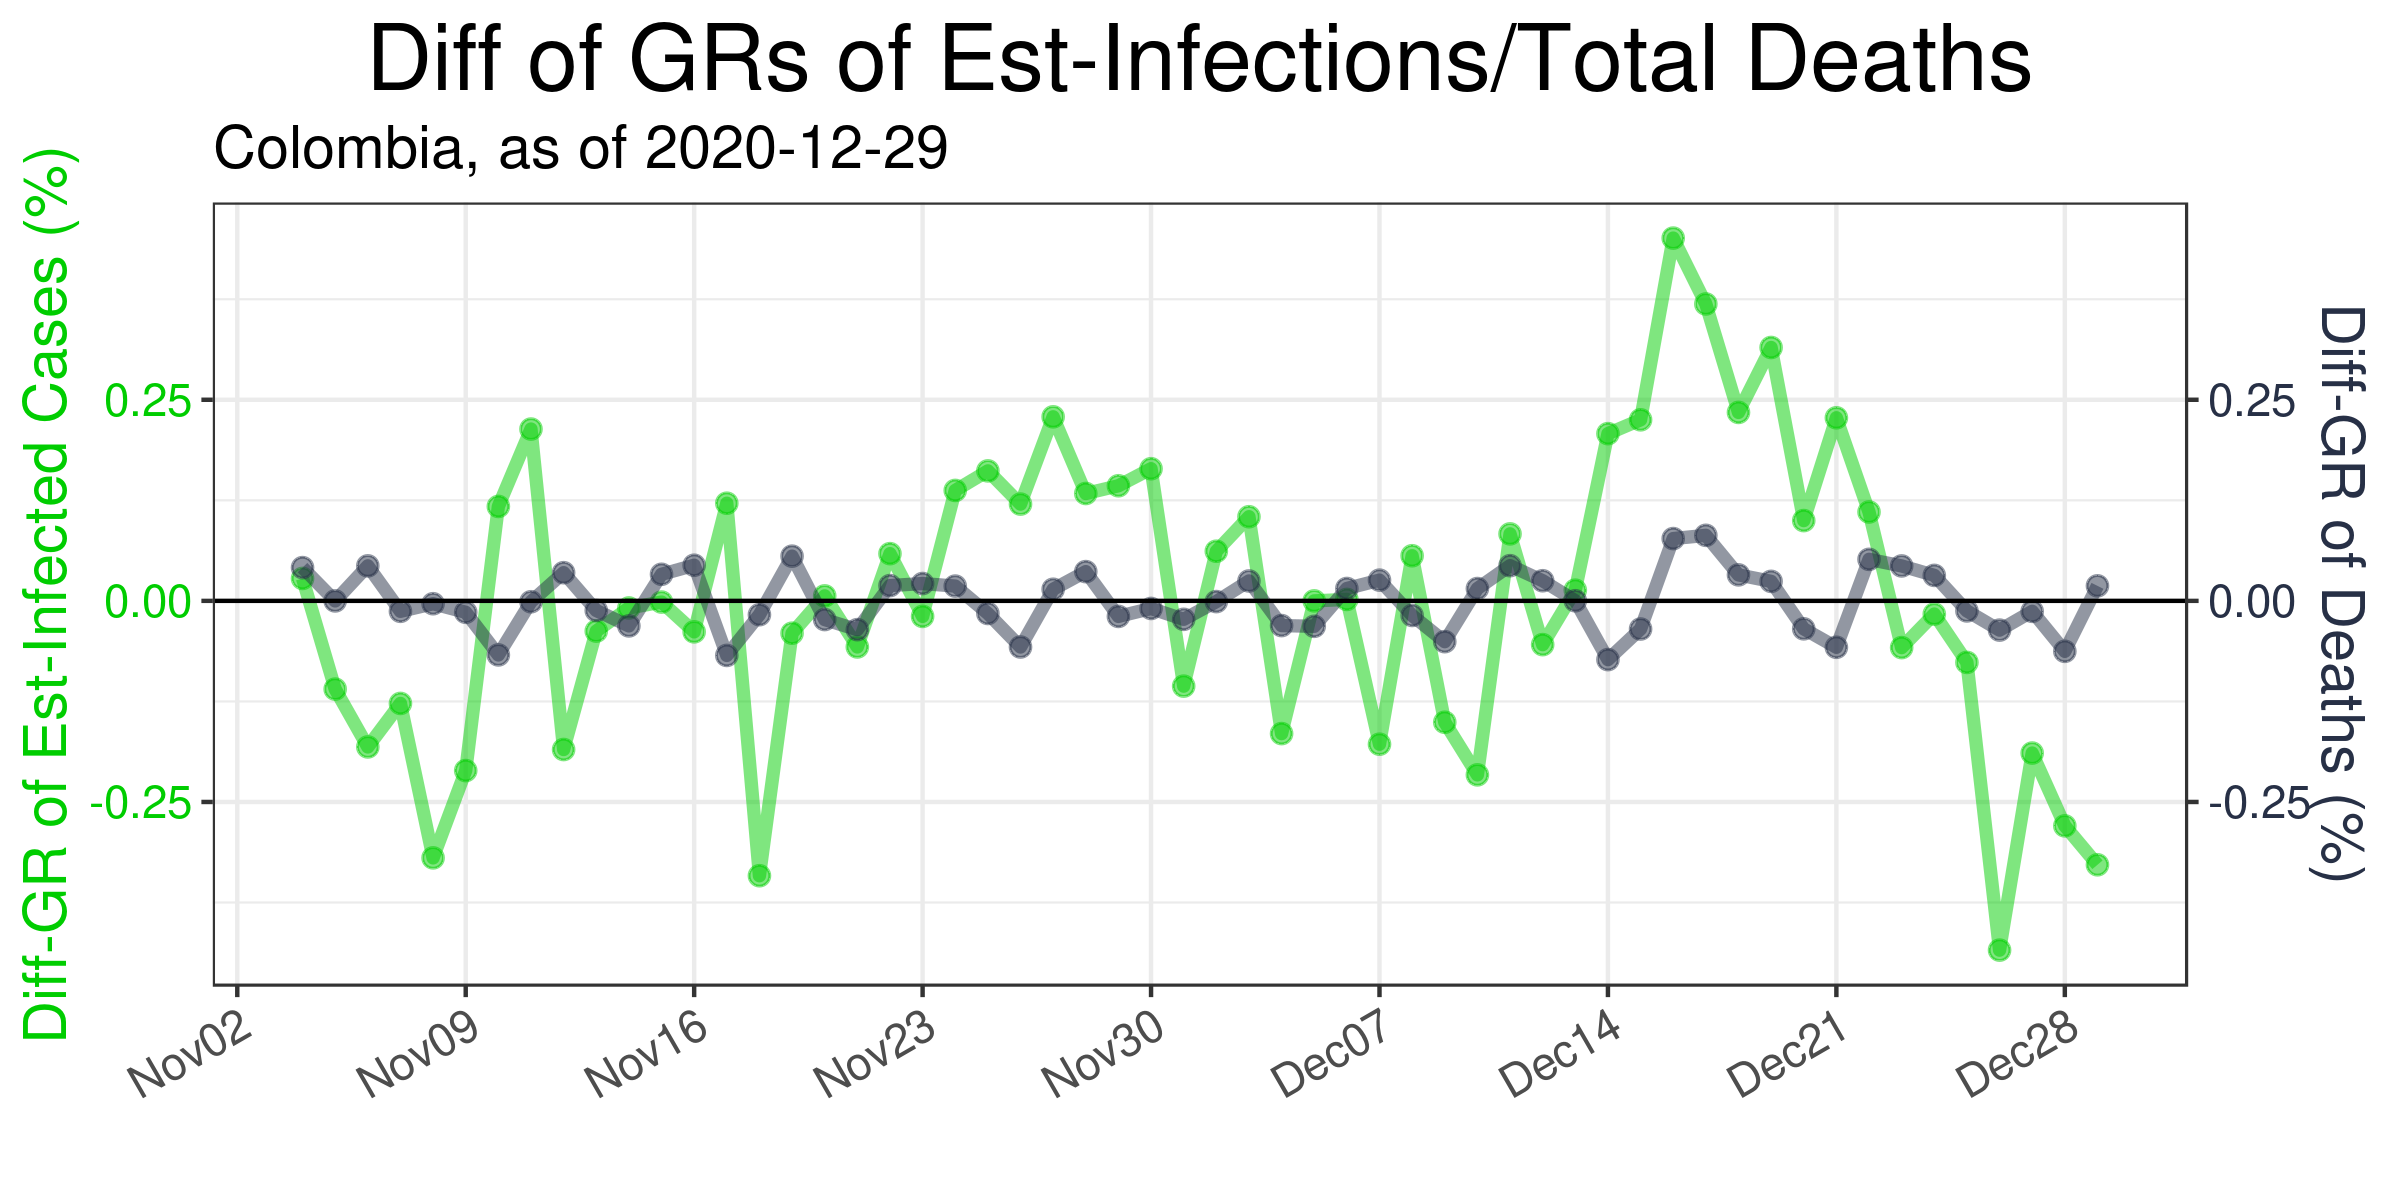 Diff of GRs of Est-Infections/Total Deaths
Colombia, as of 2020-12-29
Diff-GR of Est-Infected Cases (%)
0.25
0.00
-0.25
0.25
0.00
-0.25
Diff-GR of Deaths (%)
Nov02
Nov09
Nov16
Nov23
Nov30
Dec07
Dec14
Dec21
Dec28